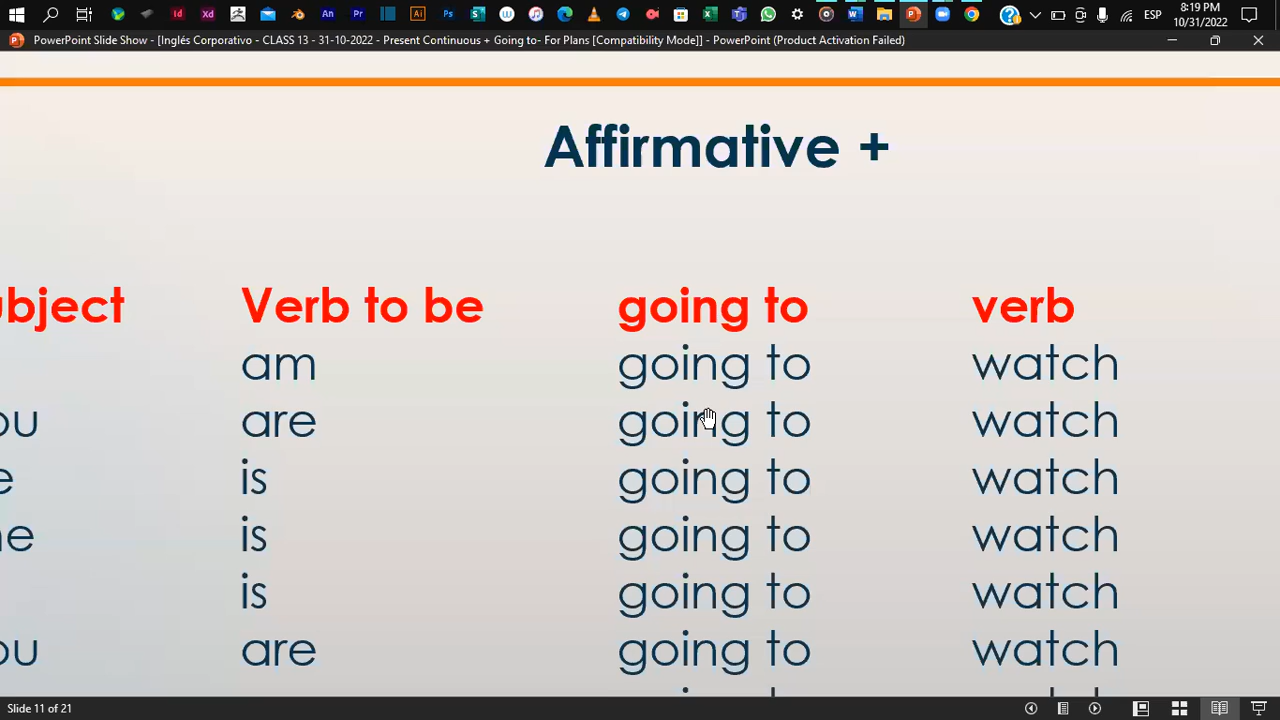 8:19 PM
ESP
10/31/2022
PowerPoint Slide Show - [Inglés Corporativo - CLASS 13 - 31-10-2022 - Present Continuous + Going to- For Plans [Compatibility Mode]] - PowerPoint (Product Activation Failed)
Affirmative +
ubject Verb to be going to verb
am going to watch
ou are going to watch
e is going to watch
he is going to watch
is going to watch
ou are going to watch
Slide 11 of 21